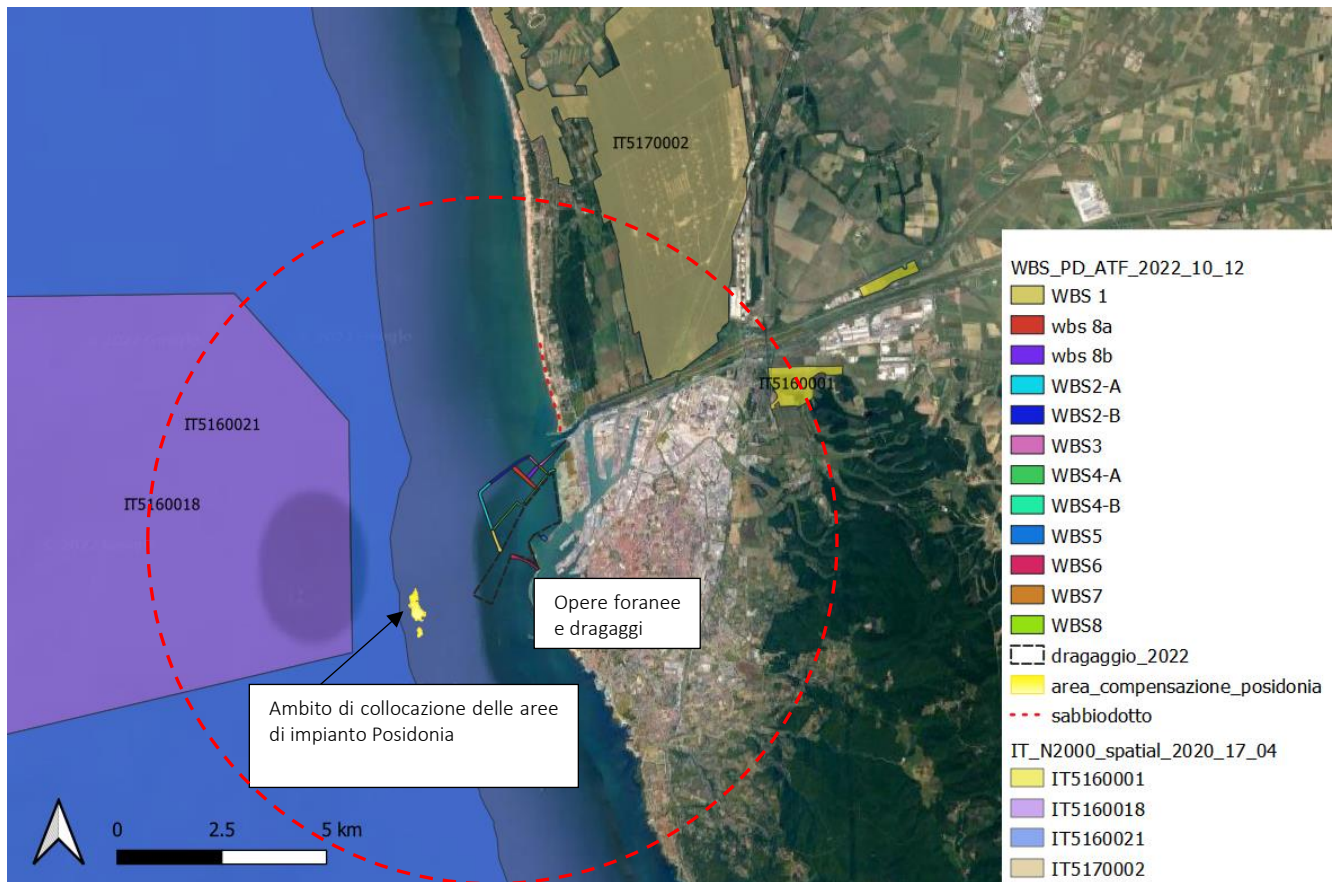 IT5170002
IT5160001
IT5160021
IT5160018
Opere foranee
e dragaggi
Ambito di collocazione delle aree
di impianto Posidonia
0 2.5 5 km
WBS_PD_ATF_2022_10_12
WBS 1
wbs 8a
wbs 8b
WBS2-A
WBS2-B
WBS3
WBS4-A
WBS4-B
WBS5
WBS6
WBS7
WBS8
dragaggio_2022
area_compensazione_posidonia
sabbiodotto
IT_N2000_spatial_2020_17_04
IT5160001
IT5160018
IT5160021
IT5170002